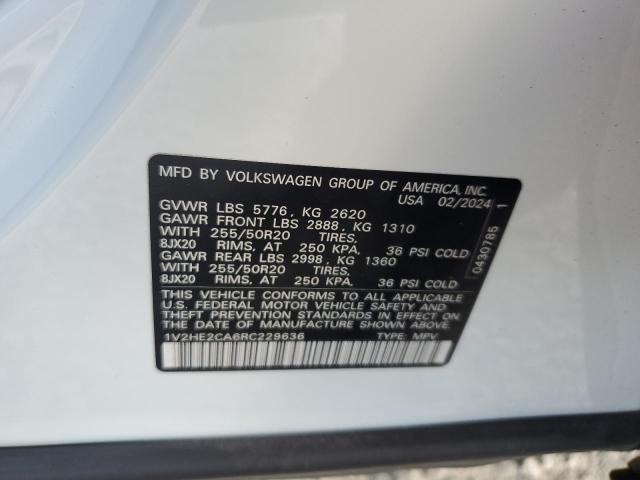 MFD BY VOLKSWAGEN GROUP OF AMERICA, INC.
USA 02/2024 1
GVWR LBS 5776, KG 2620
GAWR FRONT LBS 2888, KG 1310
WITH 255/50R20 TIRES,
8JX20 RIMS, AT 250 KPA, 36 PSI COLD
GAWR REAR LBS 2998, KG 1360
WITH 255/50R20 TIRES,
8JX20 RIMS, AT 250 KPA, 36 PSI COLD
0430785
THIS VEHICLE CONFORMS TO ALL APPLICABLE
U.S. FEDERAL MOTOR VEHICLE SAFETY AND
THEFT PREVENTION STANDARDS IN EFFECT ON
THE DATE OF MANUFACTURE SHOWN ABOVE.
1V2HE2CA6RC229636 TYPE: MPV